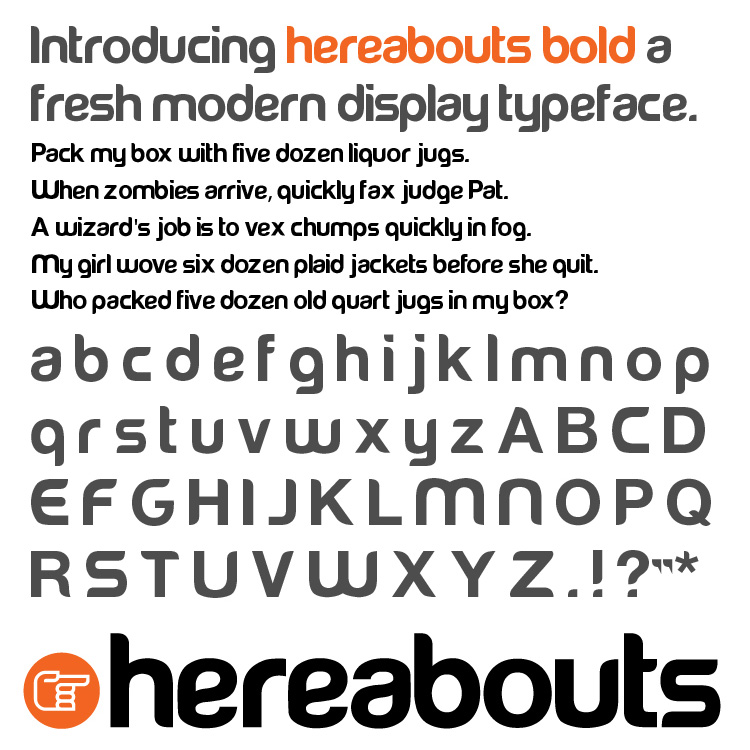 Introducing hereabouts bold a
fresh modern display typeface.
Pack my box with five dozen liquor jugs.
When zombies arrive, quickly fax judge Pat.
A wizard's job is to vex chumps quickly in fog.
My girl wove six dozen plaid jackets before she quit.
Who packed five dozen old quart jugs in my box?
a b c d e f g h i j k l m n o p
q r s t u v w x y z A B C D
E F G H I J K L M N O P Q
R S T U V W X Y Z . ! ? " *
hereabouts